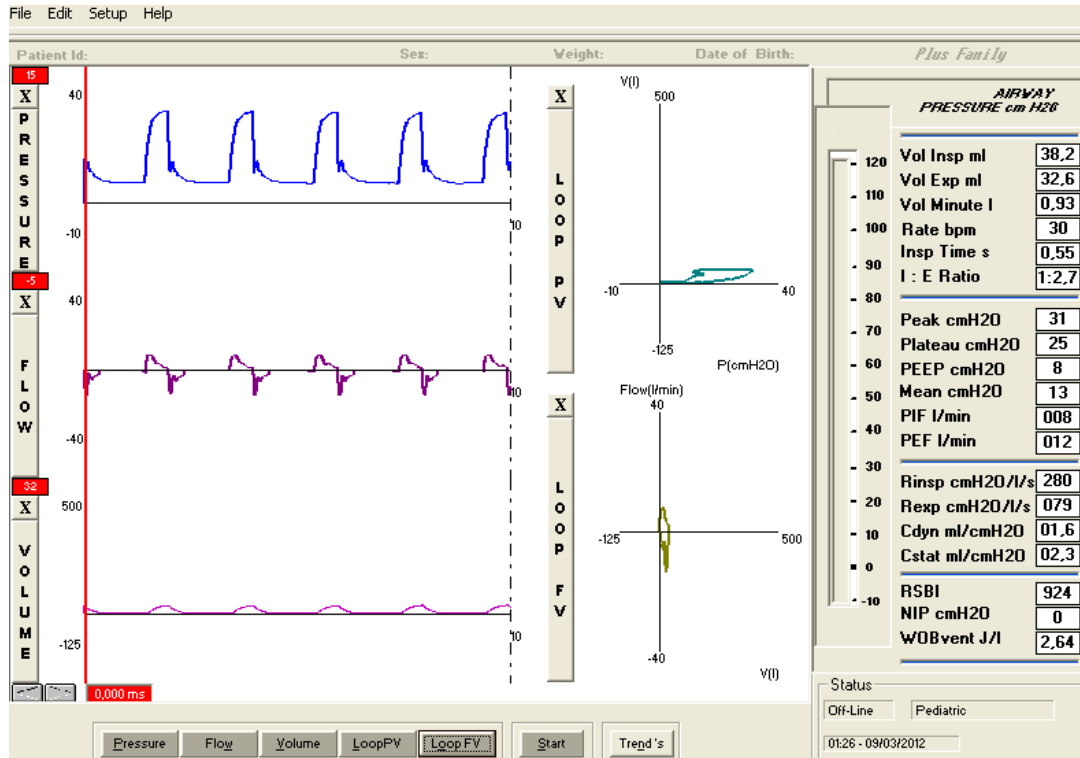 File Edit Setup Help
Patient Id: Sex: Weight: Date of Birth: Plus Family
15
X
PRESSURE
40
-10
10
-5
X
FLOW
40
-40
10
32
X
VOLUME
500
-125
10
0,000 ms
X
LOOP PV
V(l)
500
-10
40
-125
P(cmH2O)
X
LOOP FV
Flow(l/min)
40
-125
500
-40
V(l)
AIRWAY
PRESSURE cm H20
120
110
100
90
80
70
60
50
40
30
20
10
0
-10
Vol Insp ml 38,2
Vol Exp ml 32,6
Vol Minute l 0,93
Rate bpm 30
Insp Time s 0,55
I : E Ratio 1:2,7
Peak cmH2O 31
Plateau cmH2O 25
PEEP cmH2O 8
Mean cmH2O 13
PIF l/min 008
PEF l/min 012
Rinsp cmH2O/l/s 280
Rexp cmH2O/l/s 079
Cdyn ml/cmH2O 01,6
Cstat ml/cmH2O 02,3
RSBI 924
NIP cmH2O 0
WOBvent J/l 2,64
Status
Off-Line Pediatric
01:26 - 09/03/2012
Pressure Flow Volume LoopPV Loop FV Start Trend's